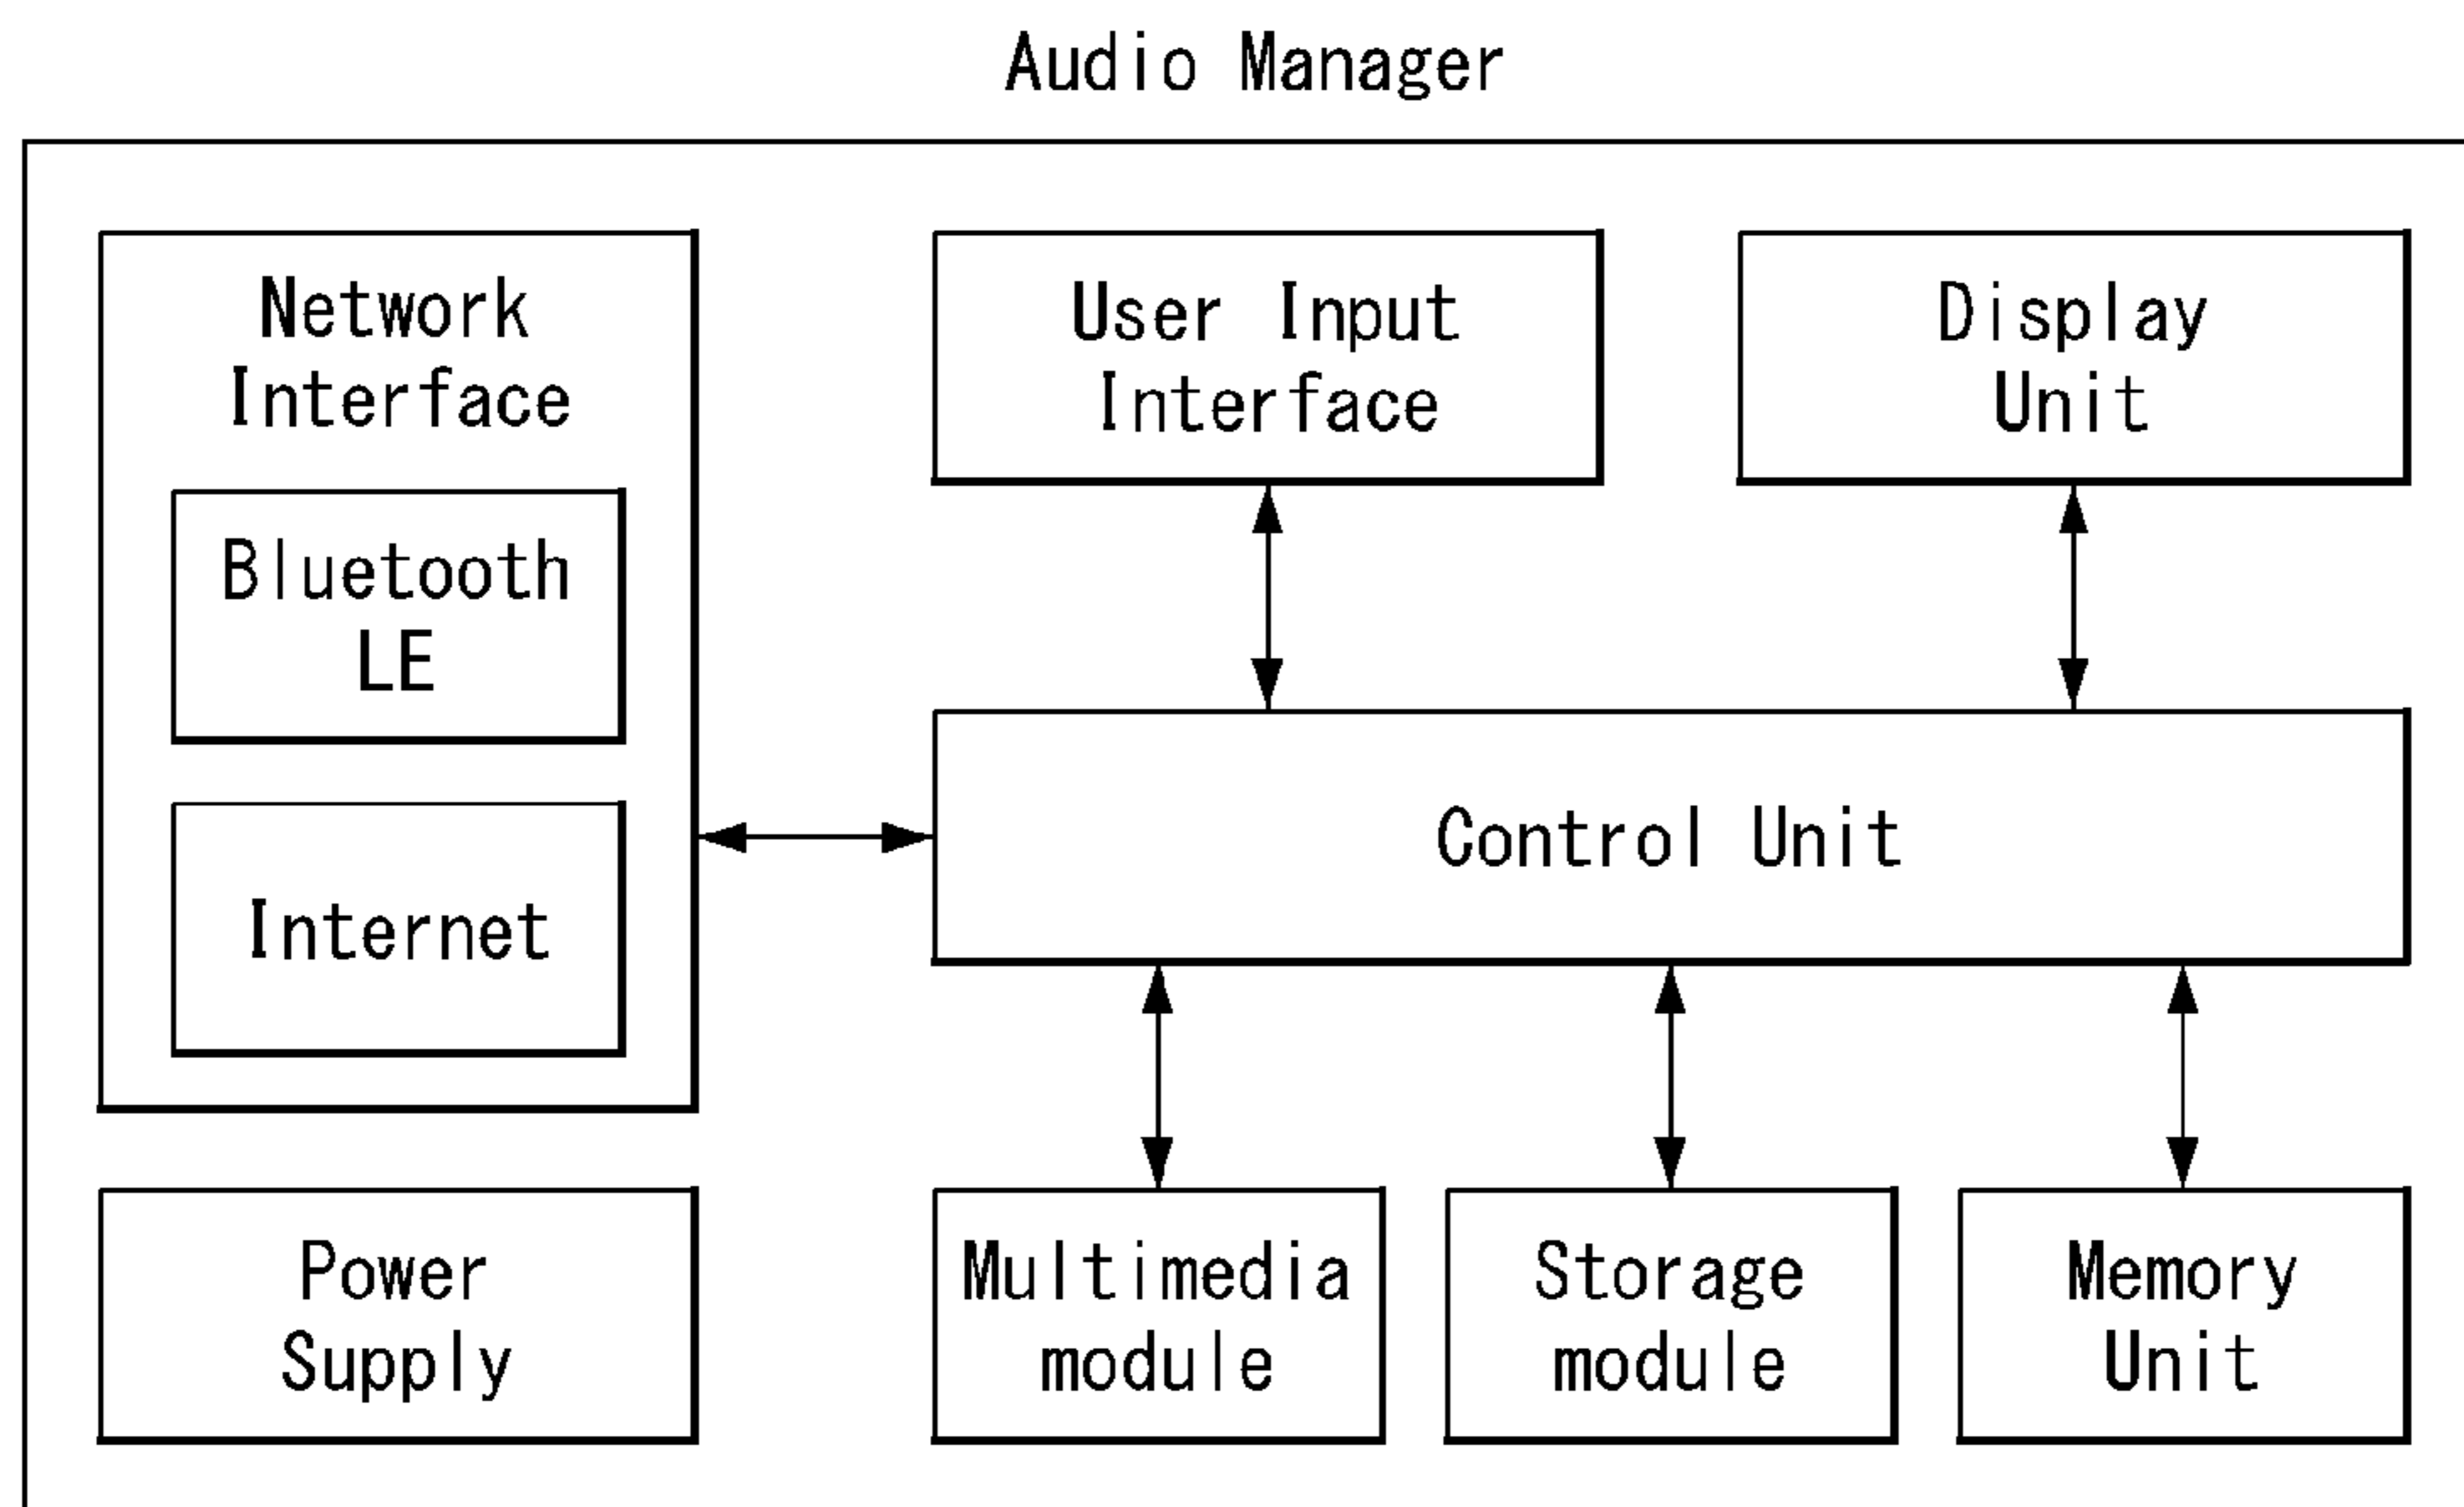 Audio Manager
Network
Interface
Bluetooth
LE
Internet
Power
Supply
User Input
Interface
Display
Unit
Control Unit
Multimedia
module
Storage
module
Memory
Unit